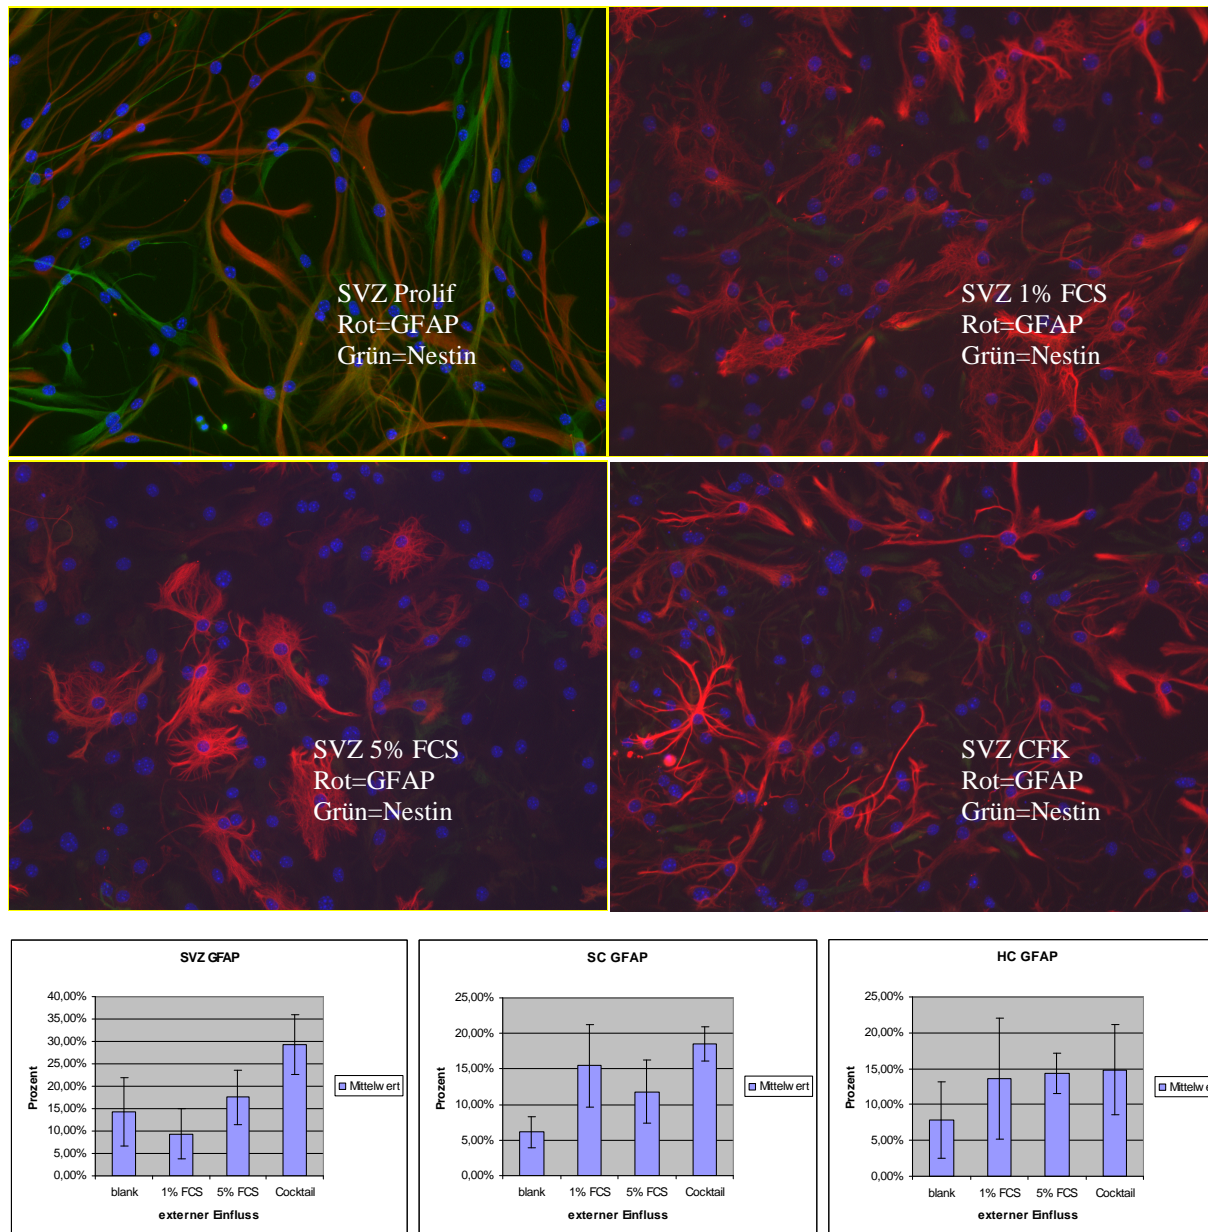 SVZ Prolif
Rot=GFAP
Grün=Nestin
SVZ 1% FCS
Rot=GFAP
Grün=Nestin
SVZ 5% FCS
Rot=GFAP
Grün=Nestin
SVZ CFK
Rot=GFAP
Grün=Nestin
SVZ GFAP
40,00%
35,00%
30,00%
25,00%
20,00%
15,00%
10,00%
5,00%
0,00%
Prozent
blank 1% FCS 5% FCS Cocktail
externer Einfluss
Mittelwert
SC GFAP
25,00%
20,00%
15,00%
10,00%
5,00%
0,00%
Prozent
blank 1% FCS 5% FCS Cocktail
externer Einfluss
Mittelwert
HC GFAP
25,00%
20,00%
15,00%
10,00%
5,00%
0,00%
Prozent
blank 1% FCS 5% FCS Cocktail
externer Einfluss